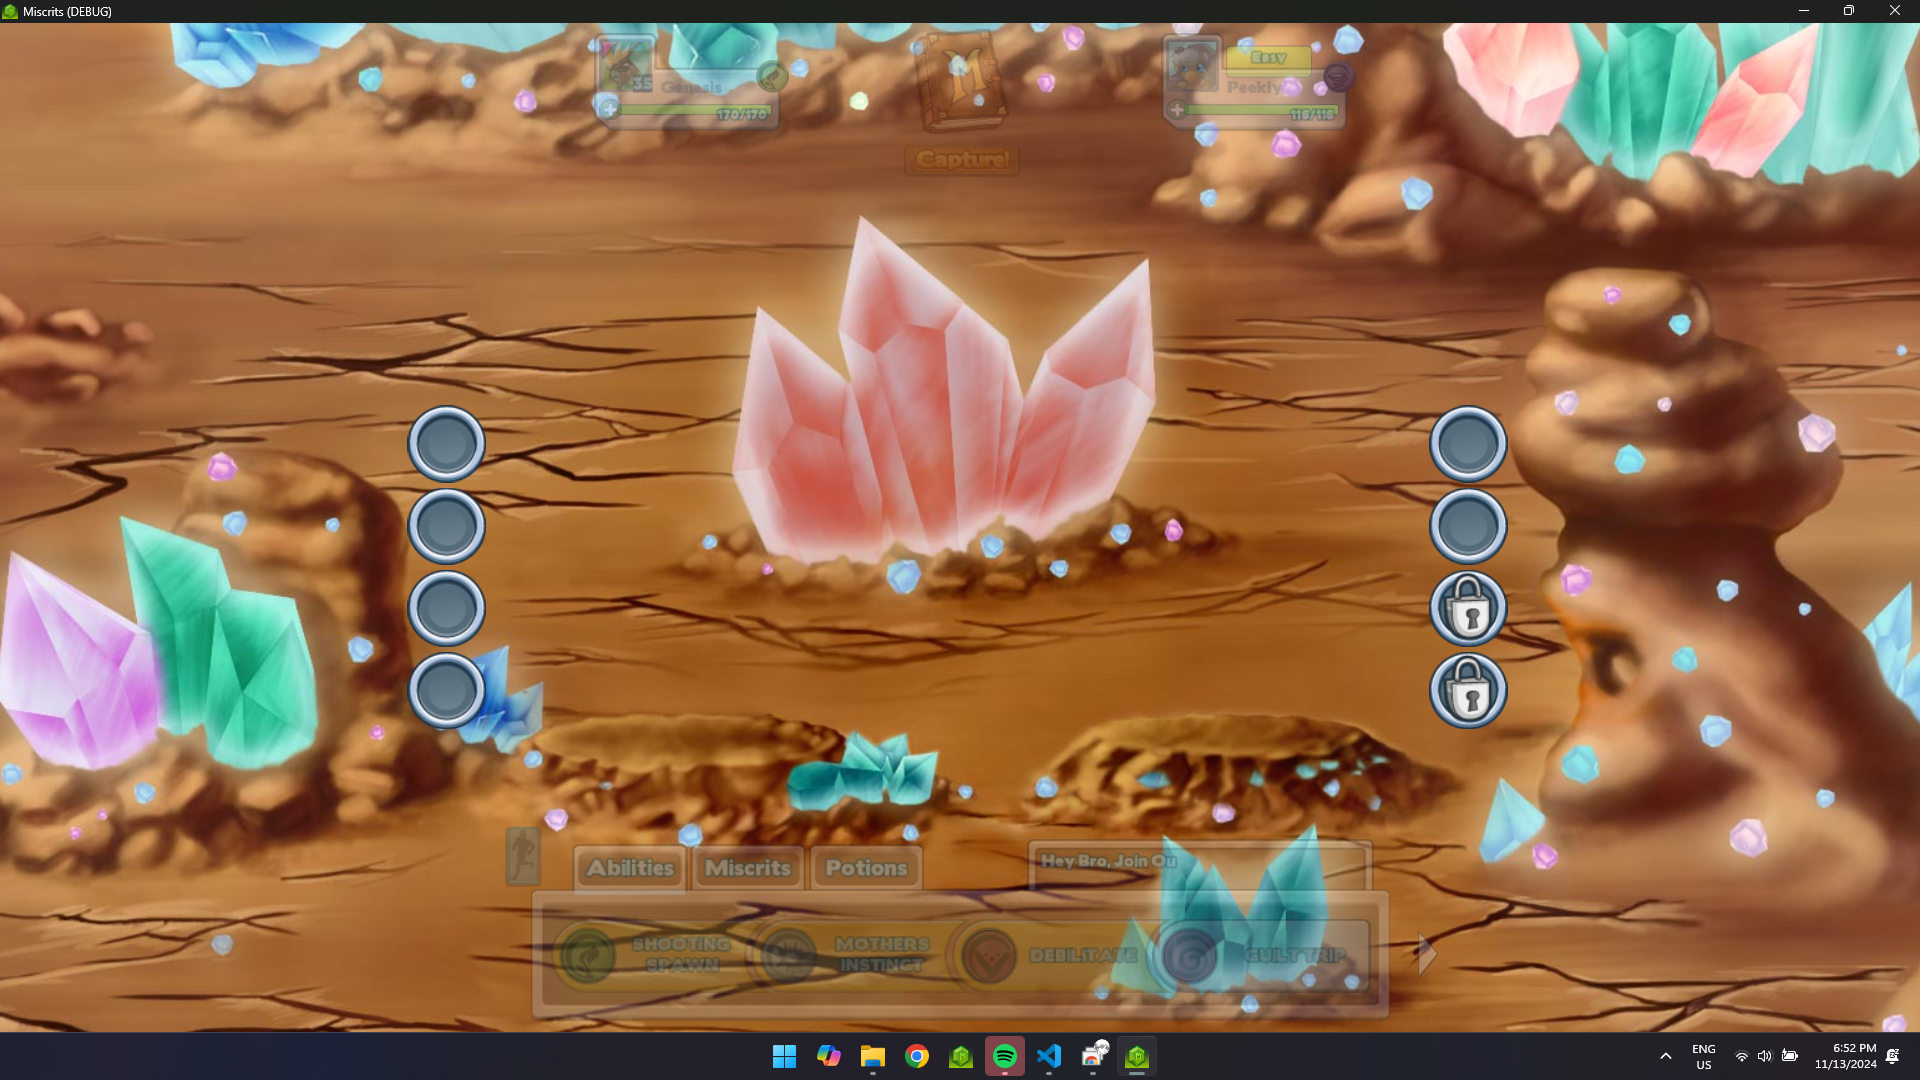 Miscrits (DEBUG)
35
Genesis
170/170
Capture!
Easy
Peekly
118/118
Abilities
Miscrits
Potions
Hey Bro, Join Ou
SHOOTING
SPAWN
MOTHERS
INSTINCT
DEBILITATE
GUILT TRIP
ENG
US
6:52 PM
11/13/2024